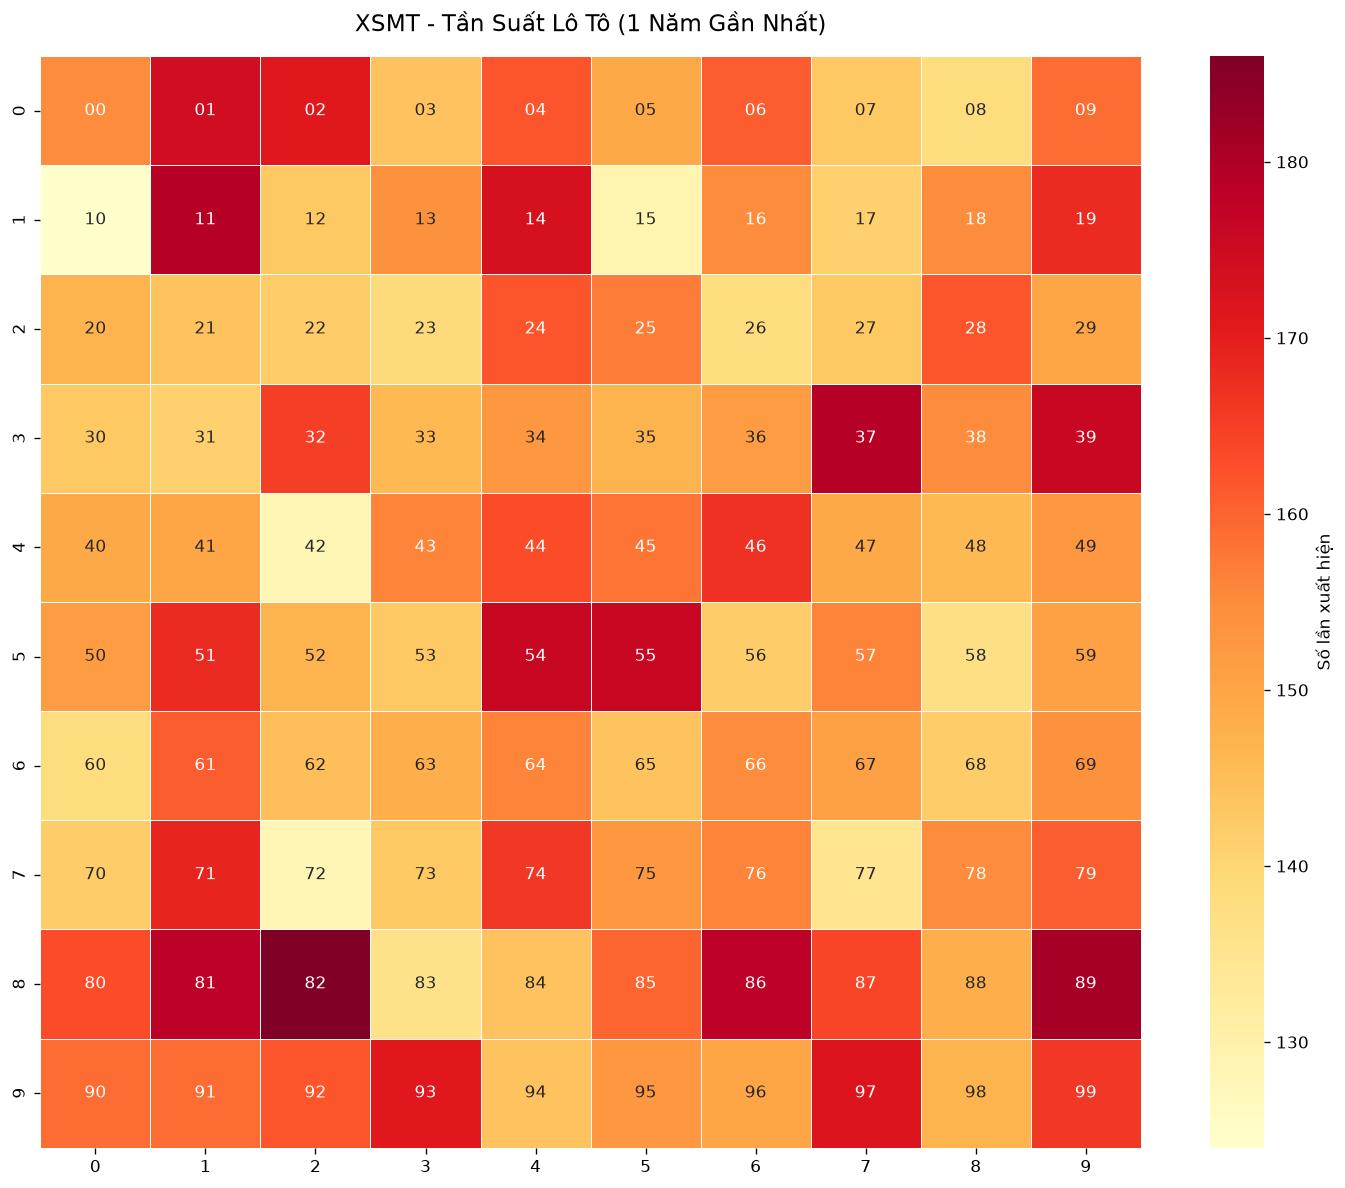 XSMT - Tần Suất Lô Tô (1 Năm Gần Nhất)
0 00 01 02 03 04 05 06 07 08 09
1 10 11 12 13 14 15 16 17 18 19
2 20 21 22 23 24 25 26 27 28 29
3 30 31 32 33 34 35 36 37 38 39
4 40 41 42 43 44 45 46 47 48 49
5 50 51 52 53 54 55 56 57 58 59
6 60 61 62 63 64 65 66 67 68 69
7 70 71 72 73 74 75 76 77 78 79
8 80 81 82 83 84 85 86 87 88 89
9 90 91 92 93 94 95 96 97 98 99
0 1 2 3 4 5 6 7 8 9
180
170
160
150
140
130
Số lần xuất hiện